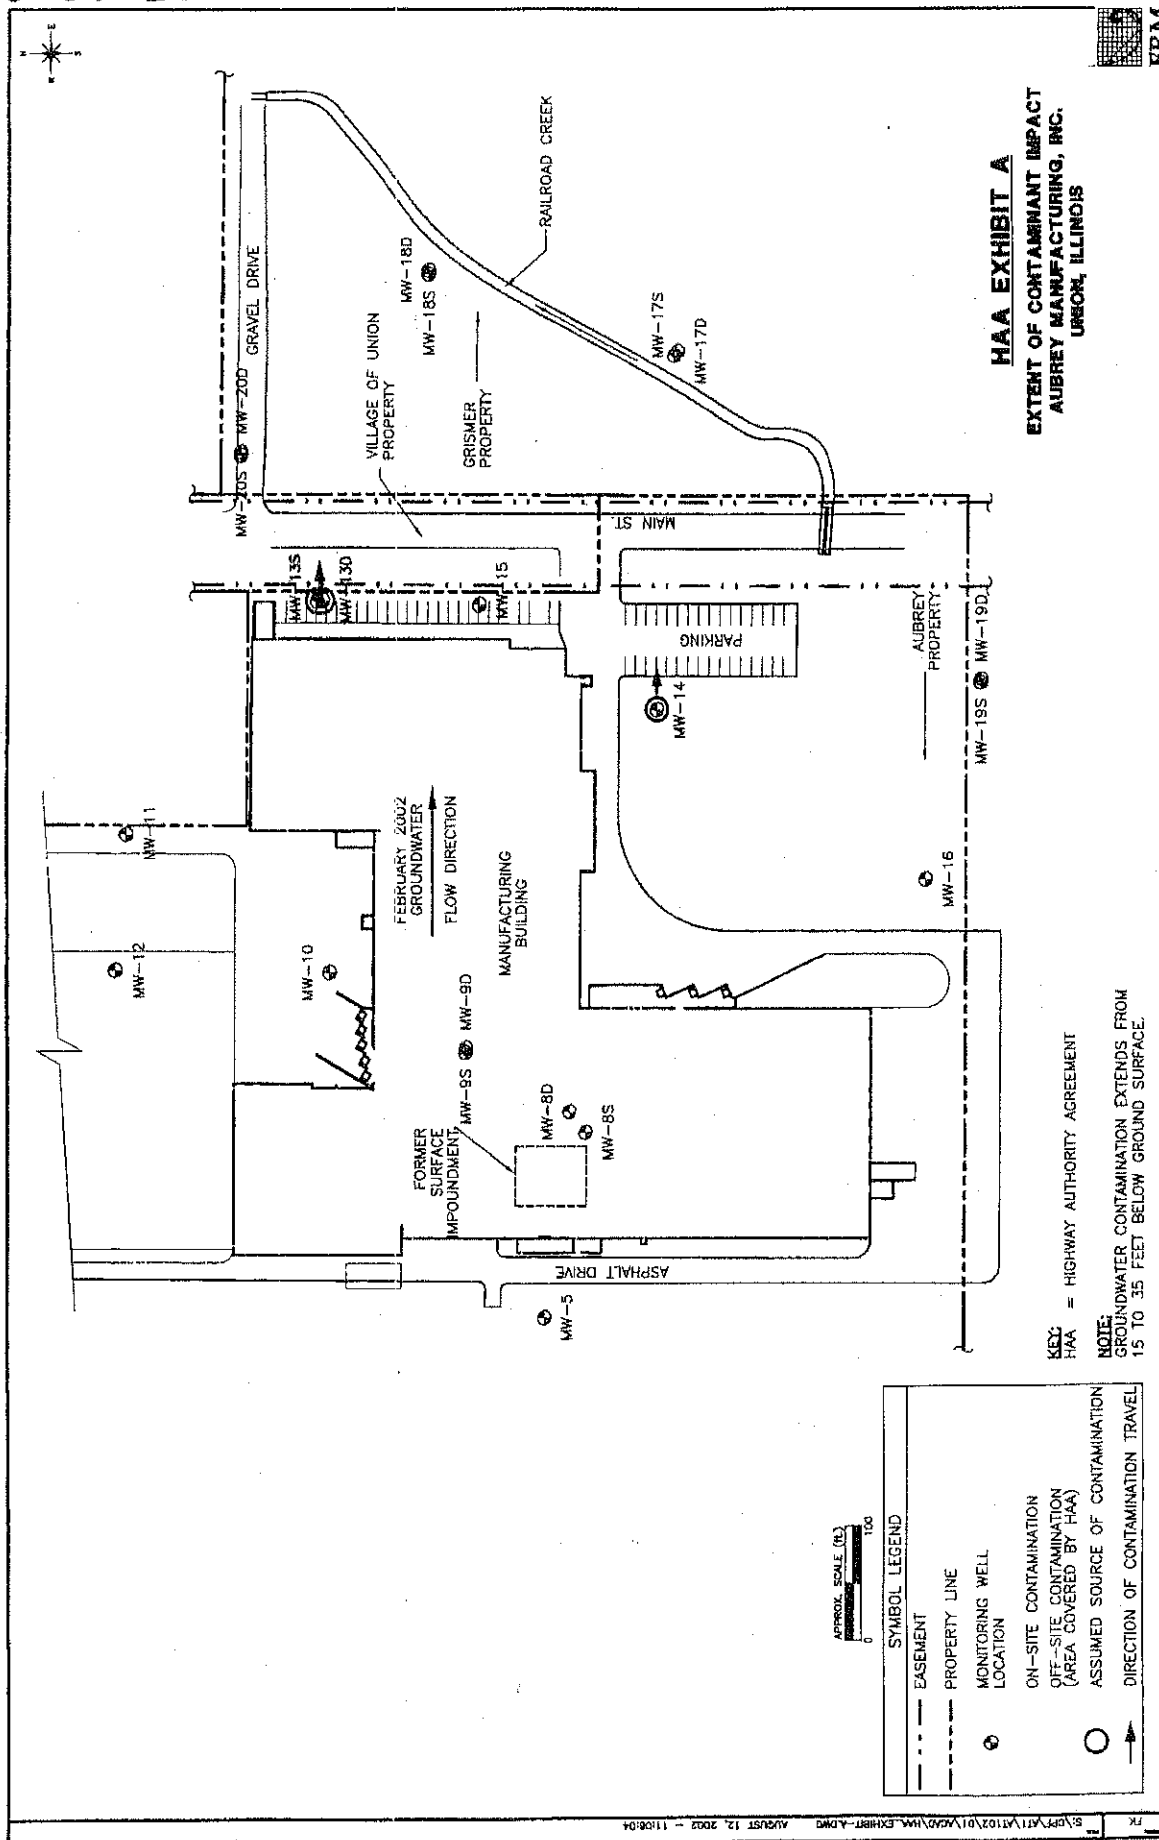 HAA EXHIBIT A
EXTENT OF CONTAMINANT IMPACT
AUBREY MANUFACTURING, INC.
UNION, ILLINOIS
ERM
N
E
S
GRAVEL DRIVE
MW-20S
MW-20D
VILLAGE OF UNION
PROPERTY
MW-18S
MW-18D
GRISMER
PROPERTY
RAILROAD CREEK
MW-17S
MW-17D
MAIN ST.
MW-13S
MW-13D
MW-15
PARKING
MW-14
AUBREY
PROPERTY
MW-19S
MW-19D
MW-16
MW-11
MW-12
MW-10
FEBRUARY 2002
GROUNDWATER
FLOW DIRECTION
MANUFACTURING
BUILDING
MW-9S
MW-9D
MW-8D
MW-8S
FORMER
SURFACE
IMPOUNDMENT
ASPHALT DRIVE
MW-5
KEY:
HAA = HIGHWAY AUTHORITY AGREEMENT
NOTE:
GROUNDWATER CONTAMINATION EXTENDS FROM
15 TO 35 FEET BELOW GROUND SURFACE.
APPROX. SCALE (ft.)
0 100
SYMBOL LEGEND
EASEMENT
PROPERTY LINE
MONITORING WELL
LOCATION
ON-SITE CONTAMINATION
OFF-SITE CONTAMINATION
(AREA COVERED BY HAA)
ASSUMED SOURCE OF CONTAMINATION
DIRECTION OF CONTAMINATION TRAVEL
AUGUST 12, 2002 - 11:06:04